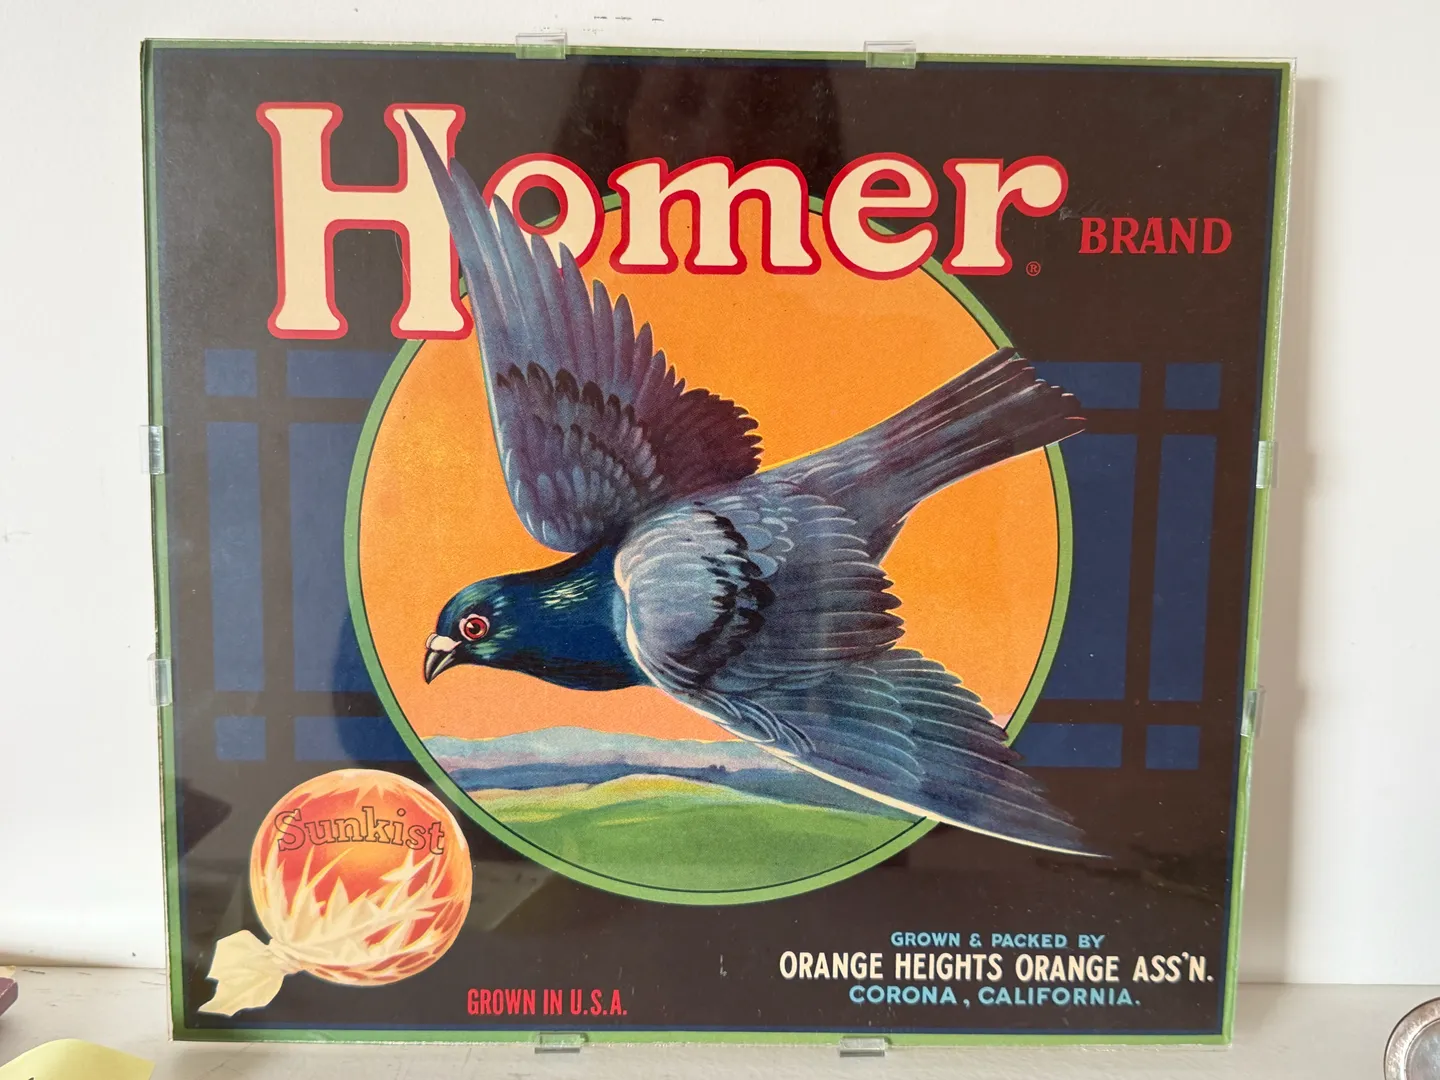 Homer
BRAND
®
Sunkist
GROWN IN U.S.A.
GROWN & PACKED BY
ORANGE HEIGHTS ORANGE ASS'N.
CORONA, CALIFORNIA.